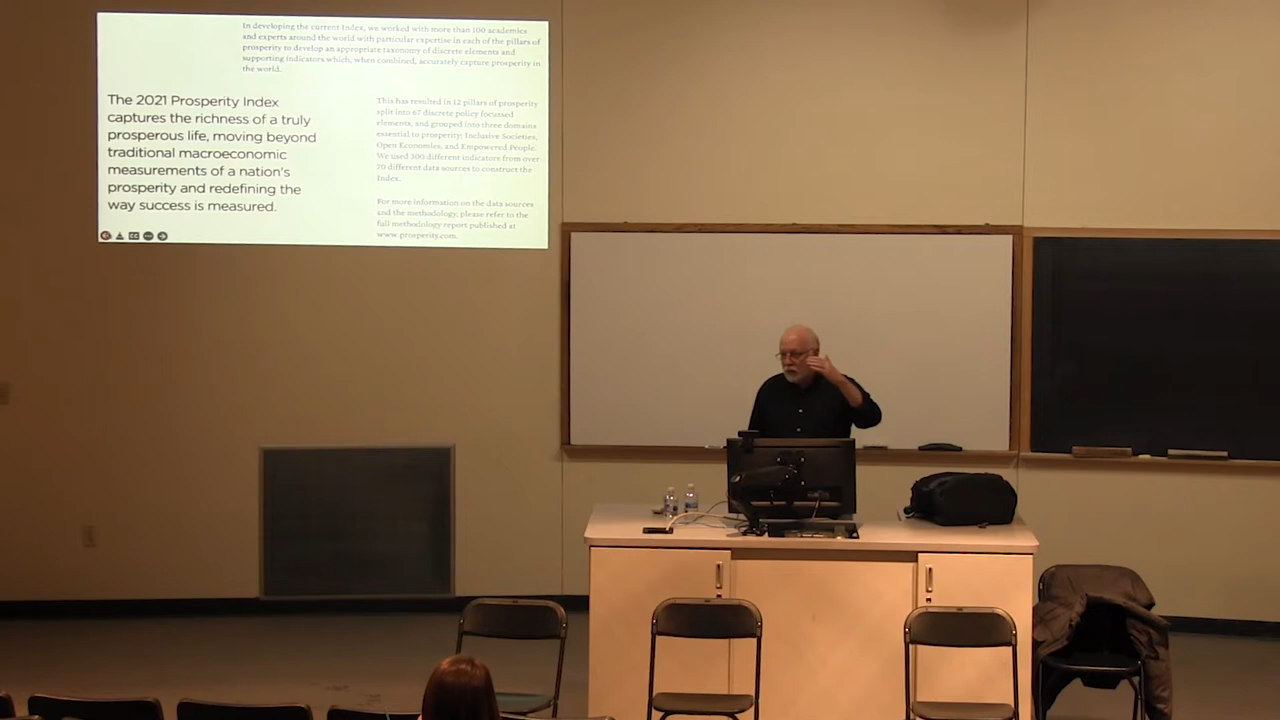 In developing the current Index, we worked with more than 100 academics
and experts around the world with particular expertise in each of the pillars of
prosperity to develop an appropriate taxonomy of discrete elements and
supporting indicators which, when combined, accurately capture prosperity in
the world.
The 2021 Prosperity Index
captures the richness of a truly
prosperous life, moving beyond
traditional macroeconomic
measurements of a nation's
prosperity and redefining the
way success is measured.
This has resulted in 12 pillars of prosperity
split into 67 discrete policy focussed
elements, and grouped into three domains
essential to prosperity: Inclusive Societies,
Open Economies, and Empowered People.
We used 300 different indicators from over
70 different data sources to construct the
Index.
For more information on the data sources
and the methodology, please refer to the
full methodology report published at
www.prosperity.com.